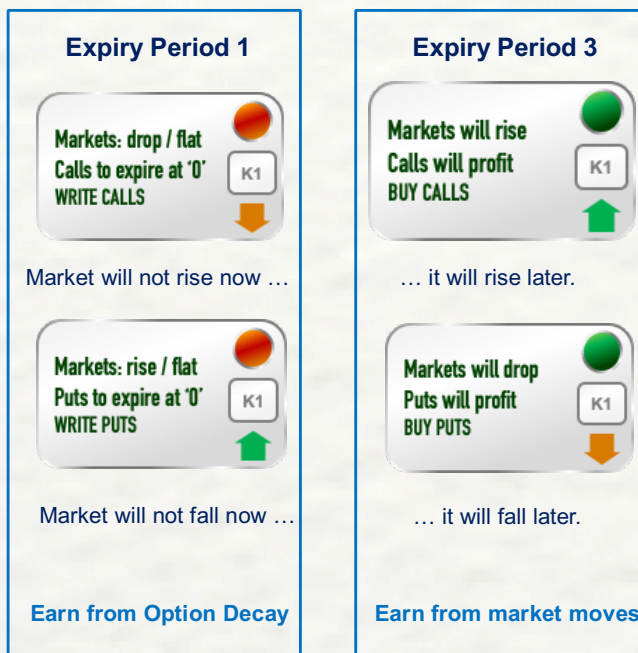 Expiry Period 1
Markets: drop / flat
Calls to expire at '0'
WRITE CALLS
K1
Market will not rise now …
Markets: rise / flat
Puts to expire at '0'
WRITE PUTS
K1
Market will not fall now …
Earn from Option Decay
Expiry Period 3
Markets will rise
Calls will profit
BUY CALLS
K1
… it will rise later.
Markets will drop
Puts will profit
BUY PUTS
K1
… it will fall later.
Earn from market moves